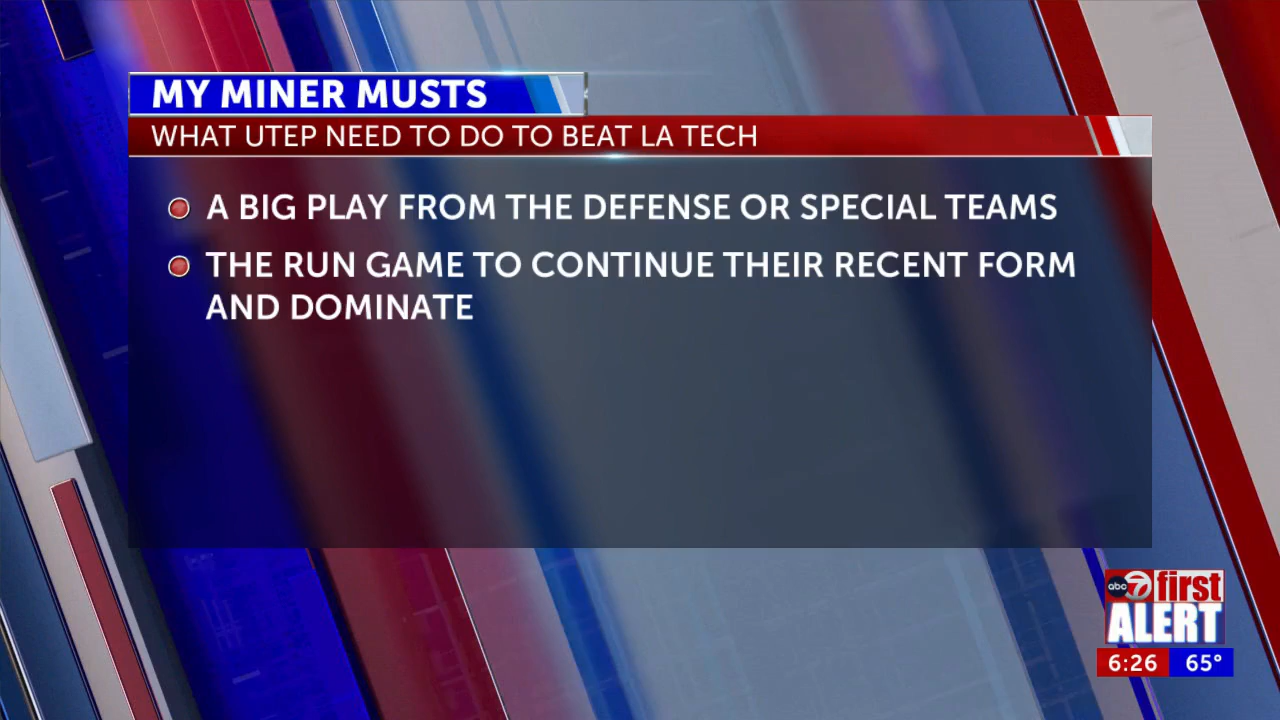 MY MINER MUSTS
WHAT UTEP NEED TO DO TO BEAT LA TECH
A BIG PLAY FROM THE DEFENSE OR SPECIAL TEAMS
THE RUN GAME TO CONTINUE THEIR RECENT FORM
AND DOMINATE
abc 7 first
ALERT
6:26 65°